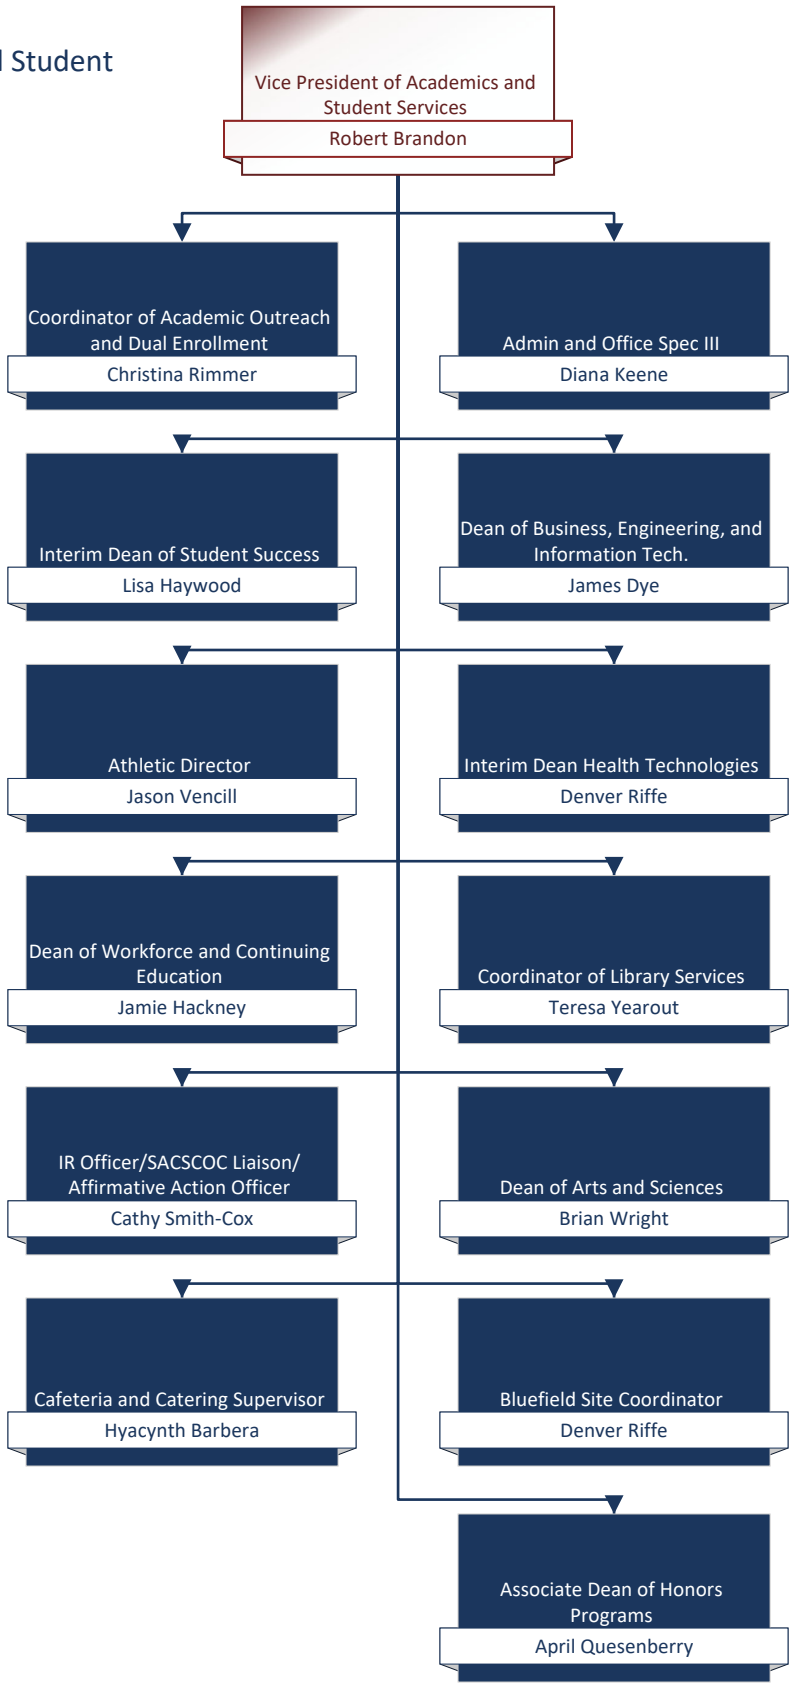 Student
Vice President of Academics and
Student Services
Robert Brandon
Coordinator of Academic Outreach
and Dual Enrollment
Christina Rimmer
Admin and Office Spec III
Diana Keene
Interim Dean of Student Success
Lisa Haywood
Dean of Business, Engineering, and
Information Tech.
James Dye
Athletic Director
Jason Vencill
Interim Dean Health Technologies
Denver Riffe
Dean of Workforce and Continuing
Education
Jamie Hackney
Coordinator of Library Services
Teresa Yearout
IR Officer/SACSCOC Liaison/
Affirmative Action Officer
Cathy Smith-Cox
Dean of Arts and Sciences
Brian Wright
Cafeteria and Catering Supervisor
Hyacynth Barbera
Bluefield Site Coordinator
Denver Riffe
Associate Dean of Honors
Programs
April Quesenberry